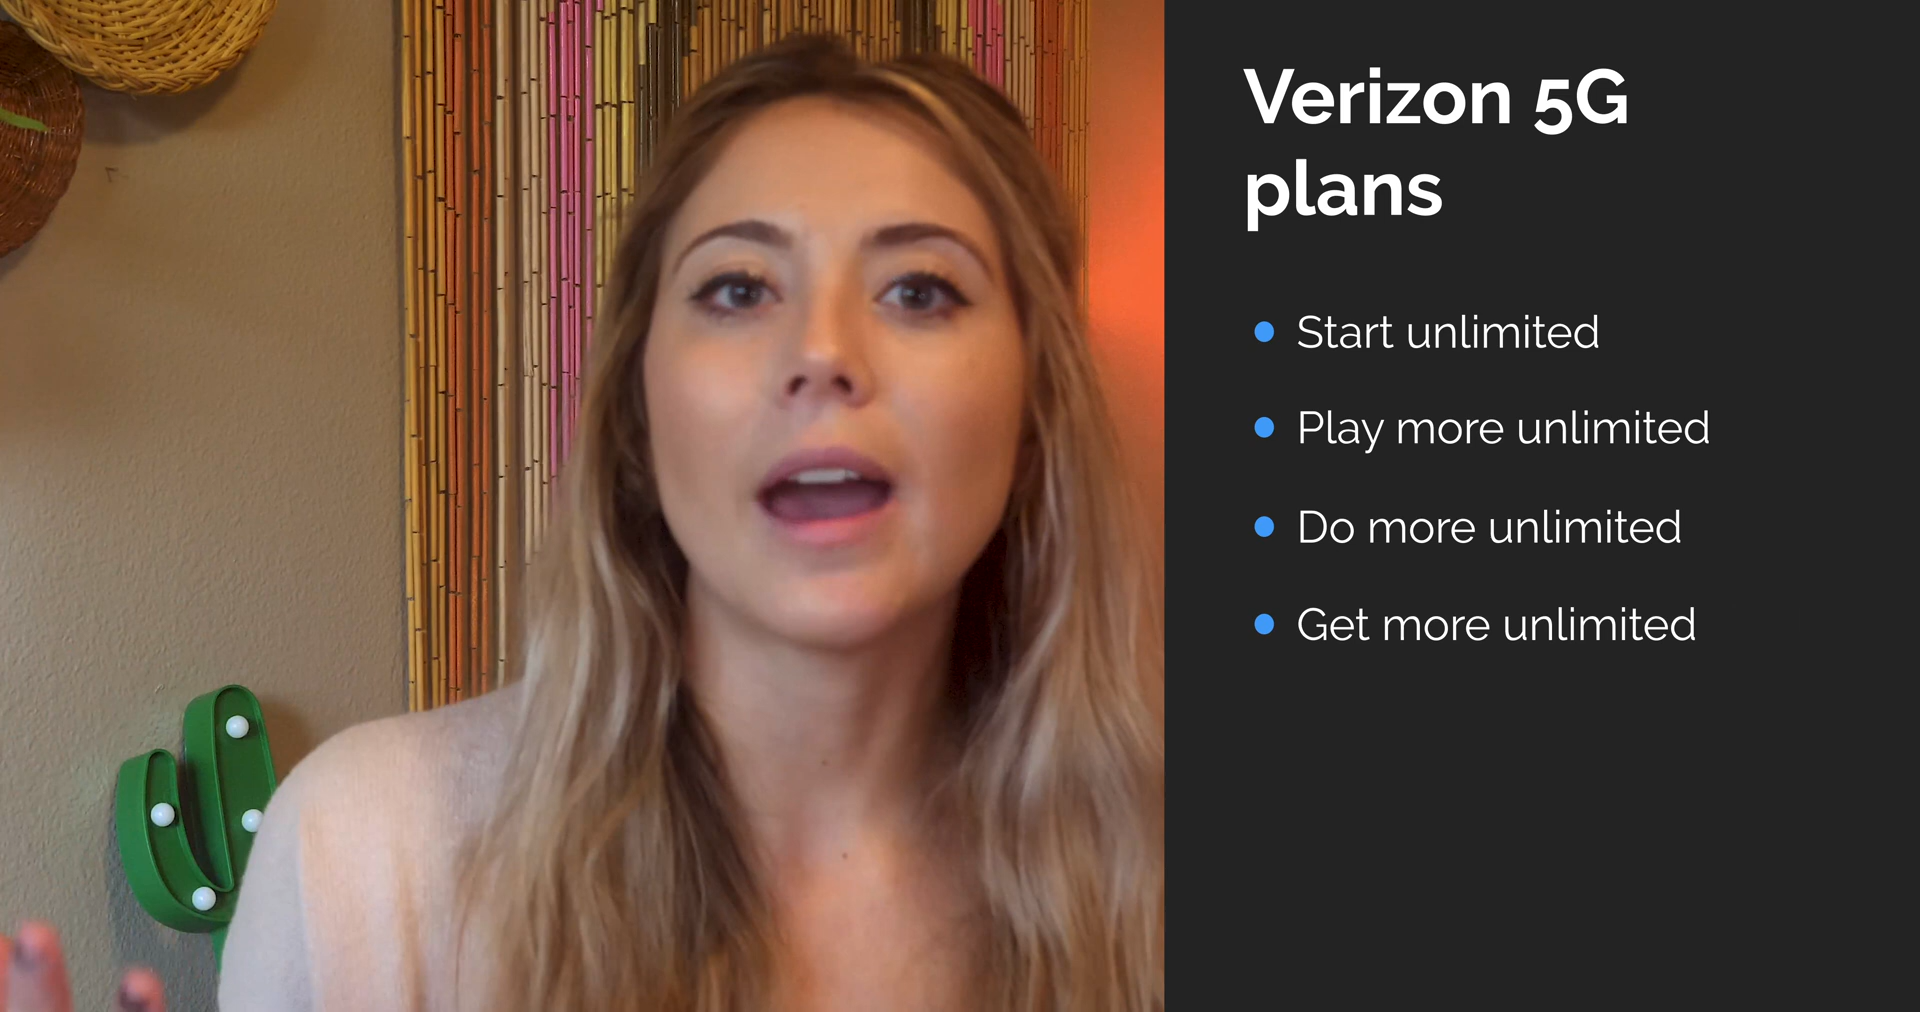 Verizon 5G
plans
Start unlimited
Play more unlimited
Do more unlimited
Get more unlimited